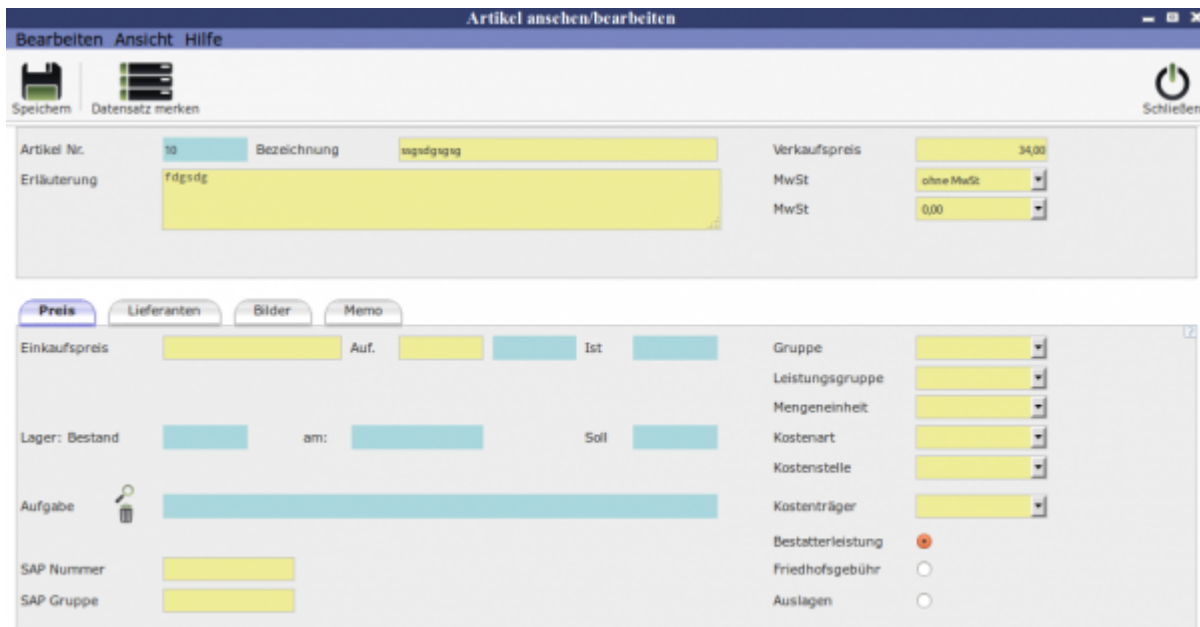 Artikel ansehen/bearbeiten
Bearbeiten Ansicht Hilfe
Speichern Datensatz merken Schließen
Artikel Nr. 10 Bezeichnung ssgsdgsgsg Verkaufspreis 34,00
Erläuterung fdgsdg MwSt ohne MwSt
MwSt 0,00
Preis Lieferanten Bilder Memo
?
Einkaufspreis Auf. Ist Gruppe
Leistungsgruppe
Mengeneinheit
Lager: Bestand am: Soll Kostenart
Kostenstelle
Aufgabe Kostenträger
Bestatterleistung
SAP Nummer Friedhofsgebühr
SAP Gruppe Auslagen